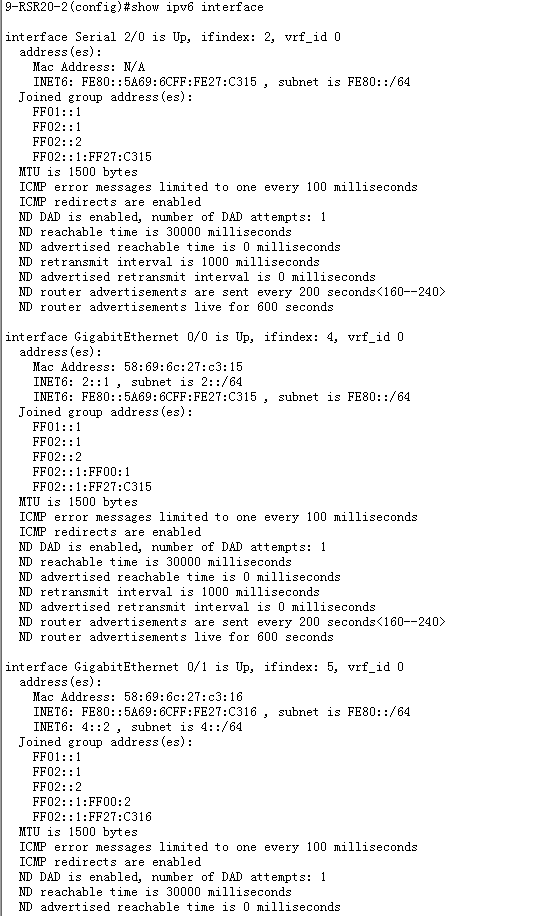 9-RSR20-2(config)#show ipv6 interface
interface Serial 2/0 is Up, ifindex: 2, vrf_id 0
address(es):
Mac Address: N/A
INET6: FE80::5A69:6CFF:FE27:C315 , subnet is FE80::/64
Joined group address(es):
FF01::1
FF02::1
FF02::2
FF02::1:FF27:C315
MTU is 1500 bytes
ICMP error messages limited to one every 100 milliseconds
ICMP redirects are enabled
ND DAD is enabled, number of DAD attempts: 1
ND reachable time is 30000 milliseconds
ND advertised reachable time is 0 milliseconds
ND retransmit interval is 1000 milliseconds
ND advertised retransmit interval is 0 milliseconds
ND router advertisements are sent every 200 seconds<160--240>
ND router advertisements live for 600 seconds
interface GigabitEthernet 0/0 is Up, ifindex: 4, vrf_id 0
address(es):
Mac Address: 58:69:6c:27:c3:15
INET6: 2::1 , subnet is 2::/64
INET6: FE80::5A69:6CFF:FE27:C315 , subnet is FE80::/64
Joined group address(es):
FF01::1
FF02::1
FF02::2
FF02::1:FF00:1
FF02::1:FF27:C315
MTU is 1500 bytes
ICMP error messages limited to one every 100 milliseconds
ICMP redirects are enabled
ND DAD is enabled, number of DAD attempts: 1
ND reachable time is 30000 milliseconds
ND advertised reachable time is 0 milliseconds
ND retransmit interval is 1000 milliseconds
ND advertised retransmit interval is 0 milliseconds
ND router advertisements are sent every 200 seconds<160--240>
ND router advertisements live for 600 seconds
interface GigabitEthernet 0/1 is Up, ifindex: 5, vrf_id 0
address(es):
Mac Address: 58:69:6c:27:c3:16
INET6: FE80::5A69:6CFF:FE27:C316 , subnet is FE80::/64
INET6: 4::2 , subnet is 4::/64
Joined group address(es):
FF01::1
FF02::1
FF02::2
FF02::1:FF00:2
FF02::1:FF27:C316
MTU is 1500 bytes
ICMP error messages limited to one every 100 milliseconds
ICMP redirects are enabled
ND DAD is enabled, number of DAD attempts: 1
ND reachable time is 30000 milliseconds
ND advertised reachable time is 0 milliseconds